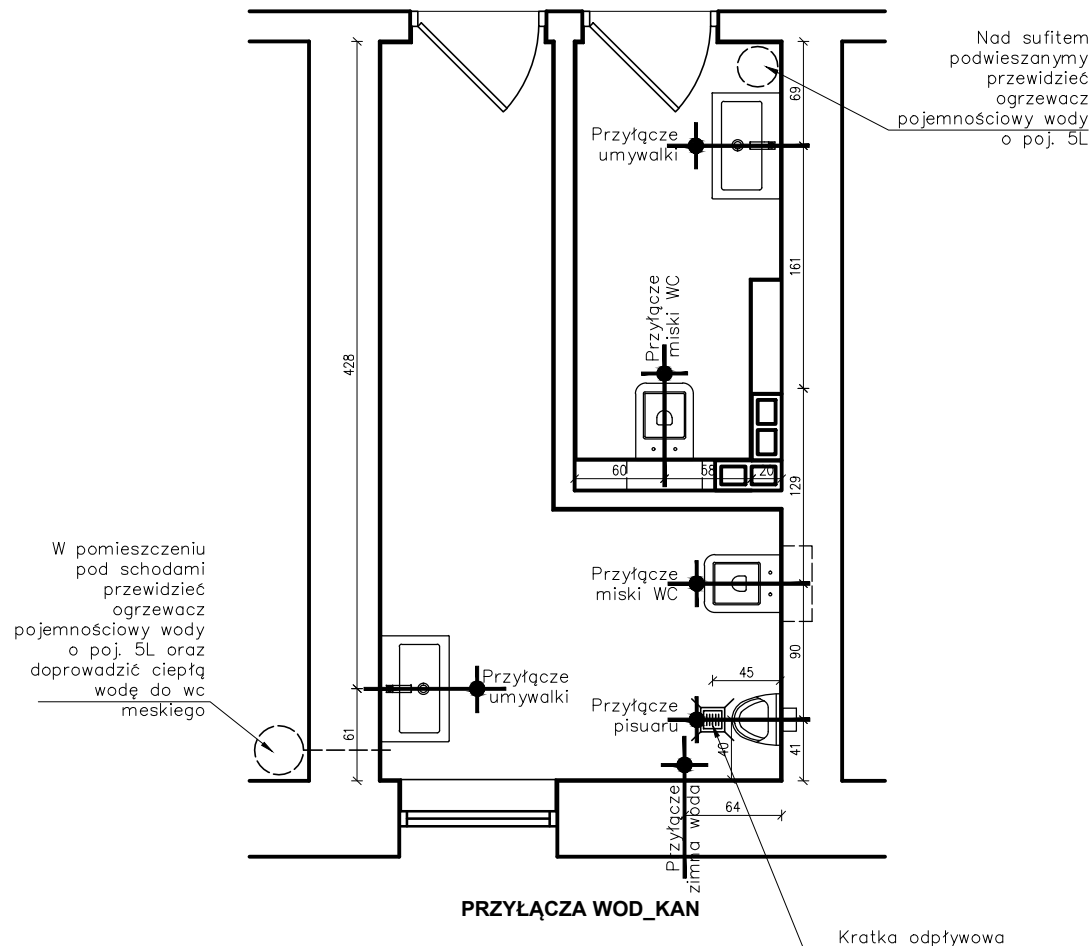 Nad sufitem
podwieszanymy
przewidzieć
ogrzewacz
pojemnościowy wody
o poj. 5L
69
Przyłącze
umywalki
161
Przyłącze
miski WC
428
60
58
20
129
W pomieszczeniu
pod schodami
przewidzieć
ogrzewacz
pojemnościowy wody
o poj. 5L oraz
doprowadzić ciepłą
wodę do wc
meskiego
Przyłącze
miski WC
90
45
Przyłącze
umywalki
Przyłącze
pisuaru
61
40
41
64
Przyłącze
zimna woda
PRZYŁĄCZA WOD_KAN
Kratka odpływowa